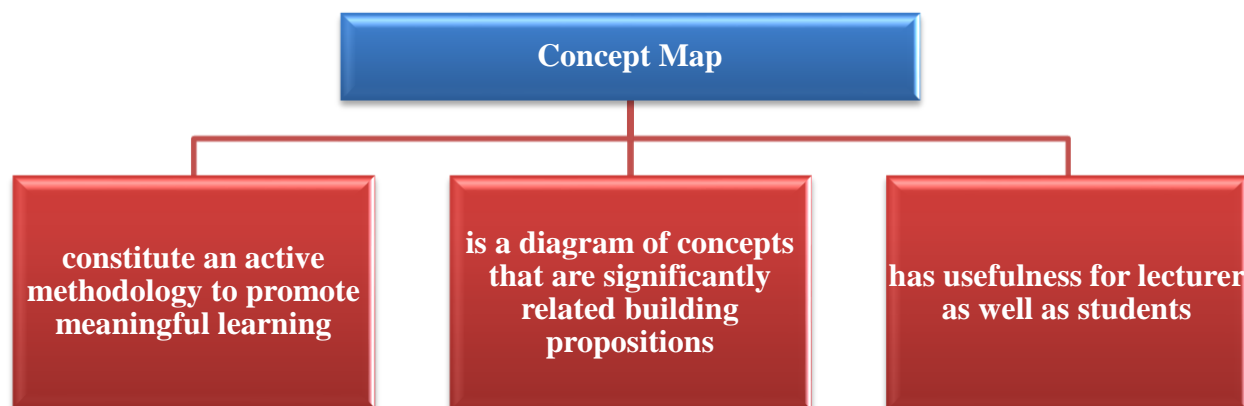 Concept Map
constitute an active
methodology to promote
meaningful learning
is a diagram of concepts
that are significantly
related building
propositions
has usefulness for lecturer
as well as students